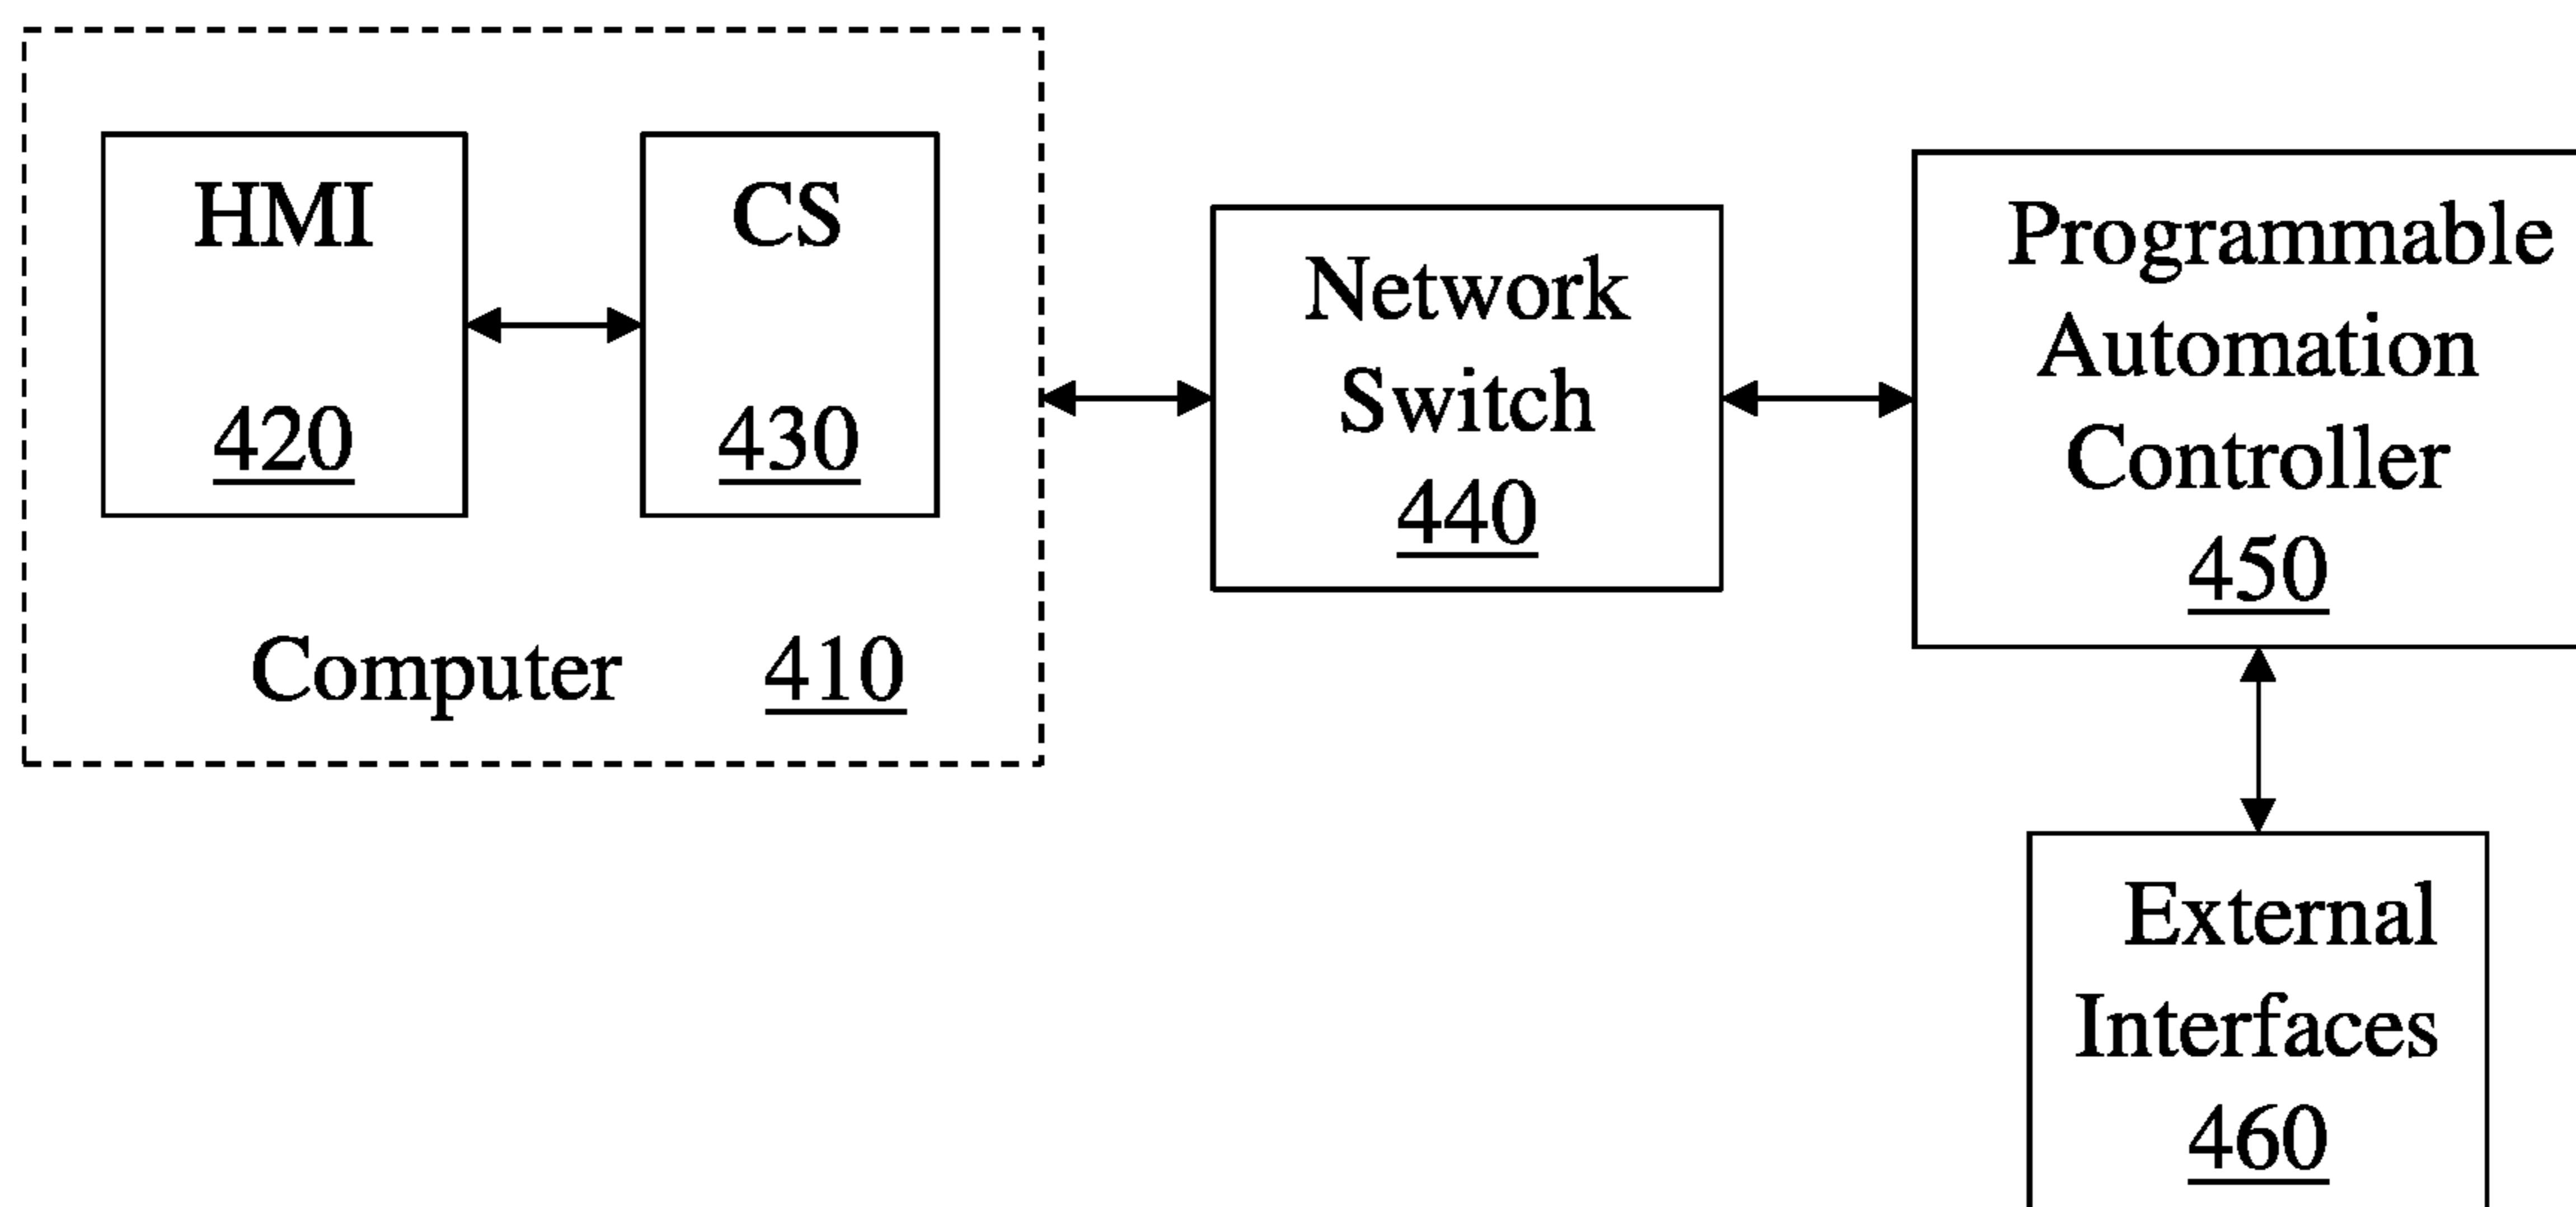 HMI
420
CS
430
Computer 410
Network
Switch
440
Programmable
Automation
Controller
450
External
Interfaces
460